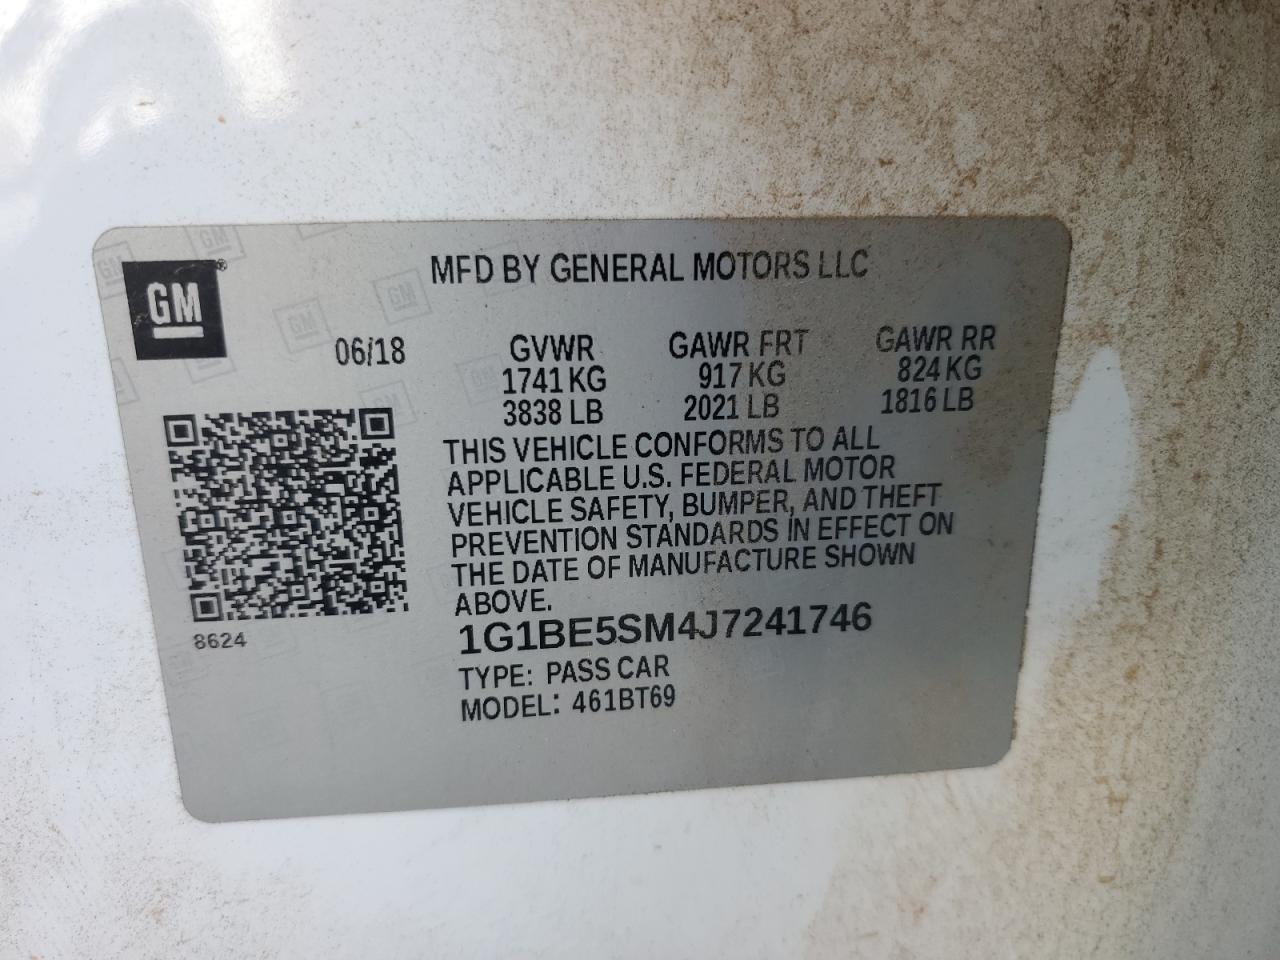 GM
MFD BY GENERAL MOTORS LLC
06/18 GVWR GAWR FRT GAWR RR
1741 KG 917 KG 824 KG
3838 LB 2021 LB 1816 LB
THIS VEHICLE CONFORMS TO ALL
APPLICABLE U.S. FEDERAL MOTOR
VEHICLE SAFETY, BUMPER, AND THEFT
PREVENTION STANDARDS IN EFFECT ON
THE DATE OF MANUFACTURE SHOWN
ABOVE.
8624
1G1BE5SM4J7241746
TYPE: PASS CAR
MODEL: 461BT69